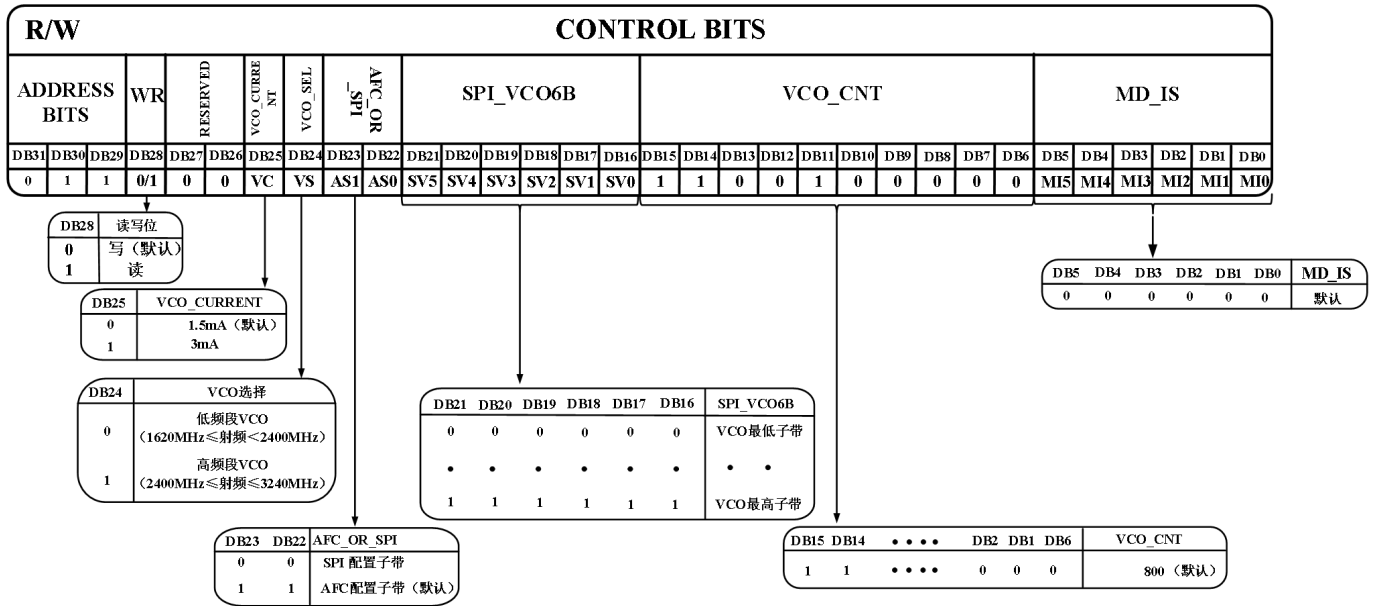 R/W CONTROL BITS
ADDRESS BITS WR RESERVED VCO_CURRENT VCO_SEL AFC_OR_SPI SPI_VCO6B VCO_CNT MD_IS
DB31 DB30 DB29 DB28 DB27 DB26 DB25 DB24 DB23 DB22 DB21 DB20 DB19 DB18 DB17 DB16 DB15 DB14 DB13 DB12 DB11 DB10 DB9 DB8 DB7 DB6 DB5 DB4 DB3 DB2 DB1 DB0
0 1 1 0/1 0 0 VC VS AS1 AS0 SV5 SV4 SV3 SV2 SV1 SV0 1 1 0 0 1 0 0 0 0 0 MI5 MI4 MI3 MI2 MI1 MI0
DB28 读写位
0 写（默认）
1 读
DB25 VCO_CURRENT
0 1.5mA（默认）
1 3mA
DB24 VCO选择
低频段VCO
0 （1620MHz≤射频＜2400MHz）
高频段VCO
1 （2400MHz≤射频≤3240MHz）
DB23 DB22 AFC_OR_SPI
0 0 SPI 配置子带
1 1 AFC配置子带（默认）
DB21 DB20 DB19 DB18 DB17 DB16 SPI_VCO6B
0 0 0 0 0 0 VCO最低子带
• • • • • • • •
1 1 1 1 1 1 VCO最高子带
DB15 DB14 • • • • DB2 DB1 DB6 VCO_CNT
1 1 • • • • 0 0 0 800（默认）
DB5 DB4 DB3 DB2 DB1 DB0 MD_IS
0 0 0 0 0 0 默认